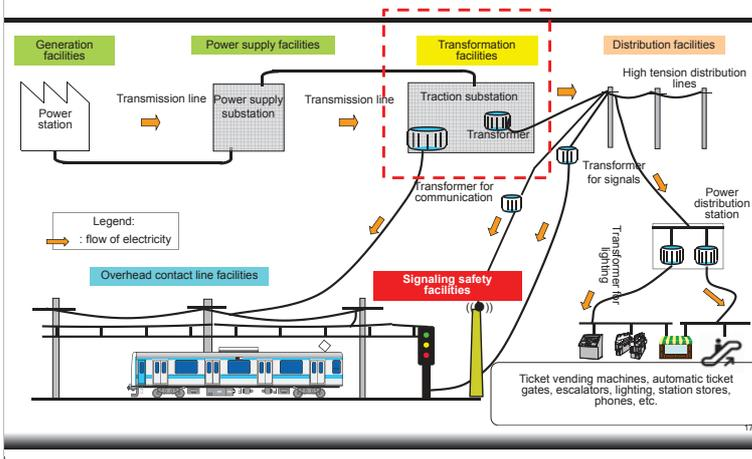 Generation
facilities
Power supply facilities
Transformation
facilities
Distribution facilities
High tension distribution
lines
Power
station
Transmission line
Power supply
substation
Transmission line
Traction substation
Transformer
Transformer
for signals
Transformer for
communication
Power
distribution
station
Legend:
: flow of electricity
Transformer for
lighting
Overhead contact line facilities
Signaling safety
facilities
Ticket vending machines, automatic ticket
gates, escalators, lighting, station stores,
phones, etc.
17